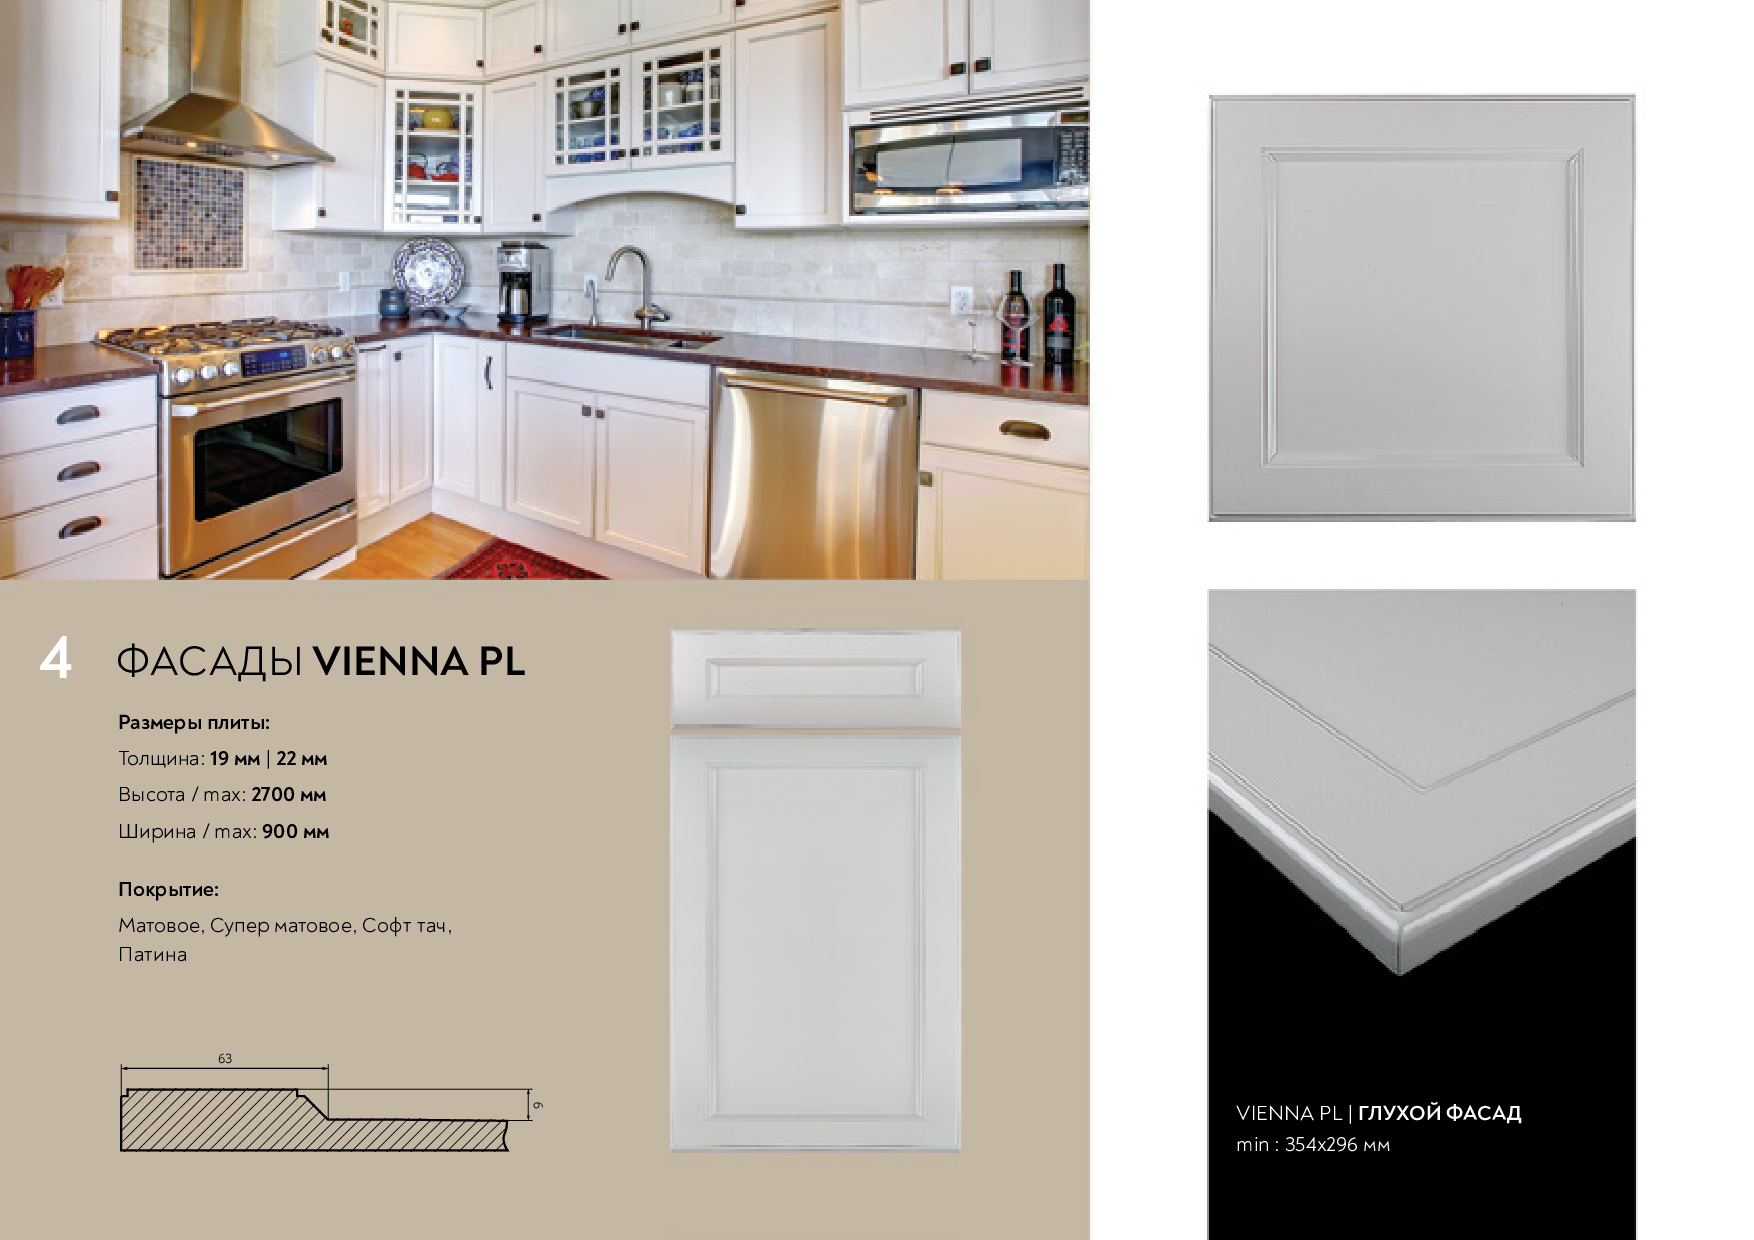 4 ФАСАДЫ VIENNA PL
Размеры плиты:
Толщина: 19 мм | 22 мм
Высота / max: 2700 мм
Ширина / max: 900 мм
Покрытие:
Матовое, Супер матовое, Софт тач,
Патина
63
9
VIENNA PL | ГЛУХОЙ ФАСАД
min : 354x296 мм